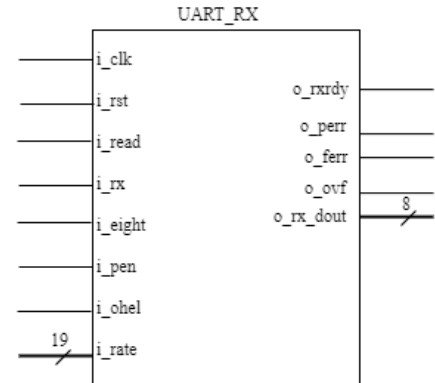 UART_RX
i_clk
i_rst
i_read
i_rx
i_eight
i_pen
i_ohel
19
i_rate
o_rxrdy
o_perr
o_ferr
o_ovf
8
o_rx_dout